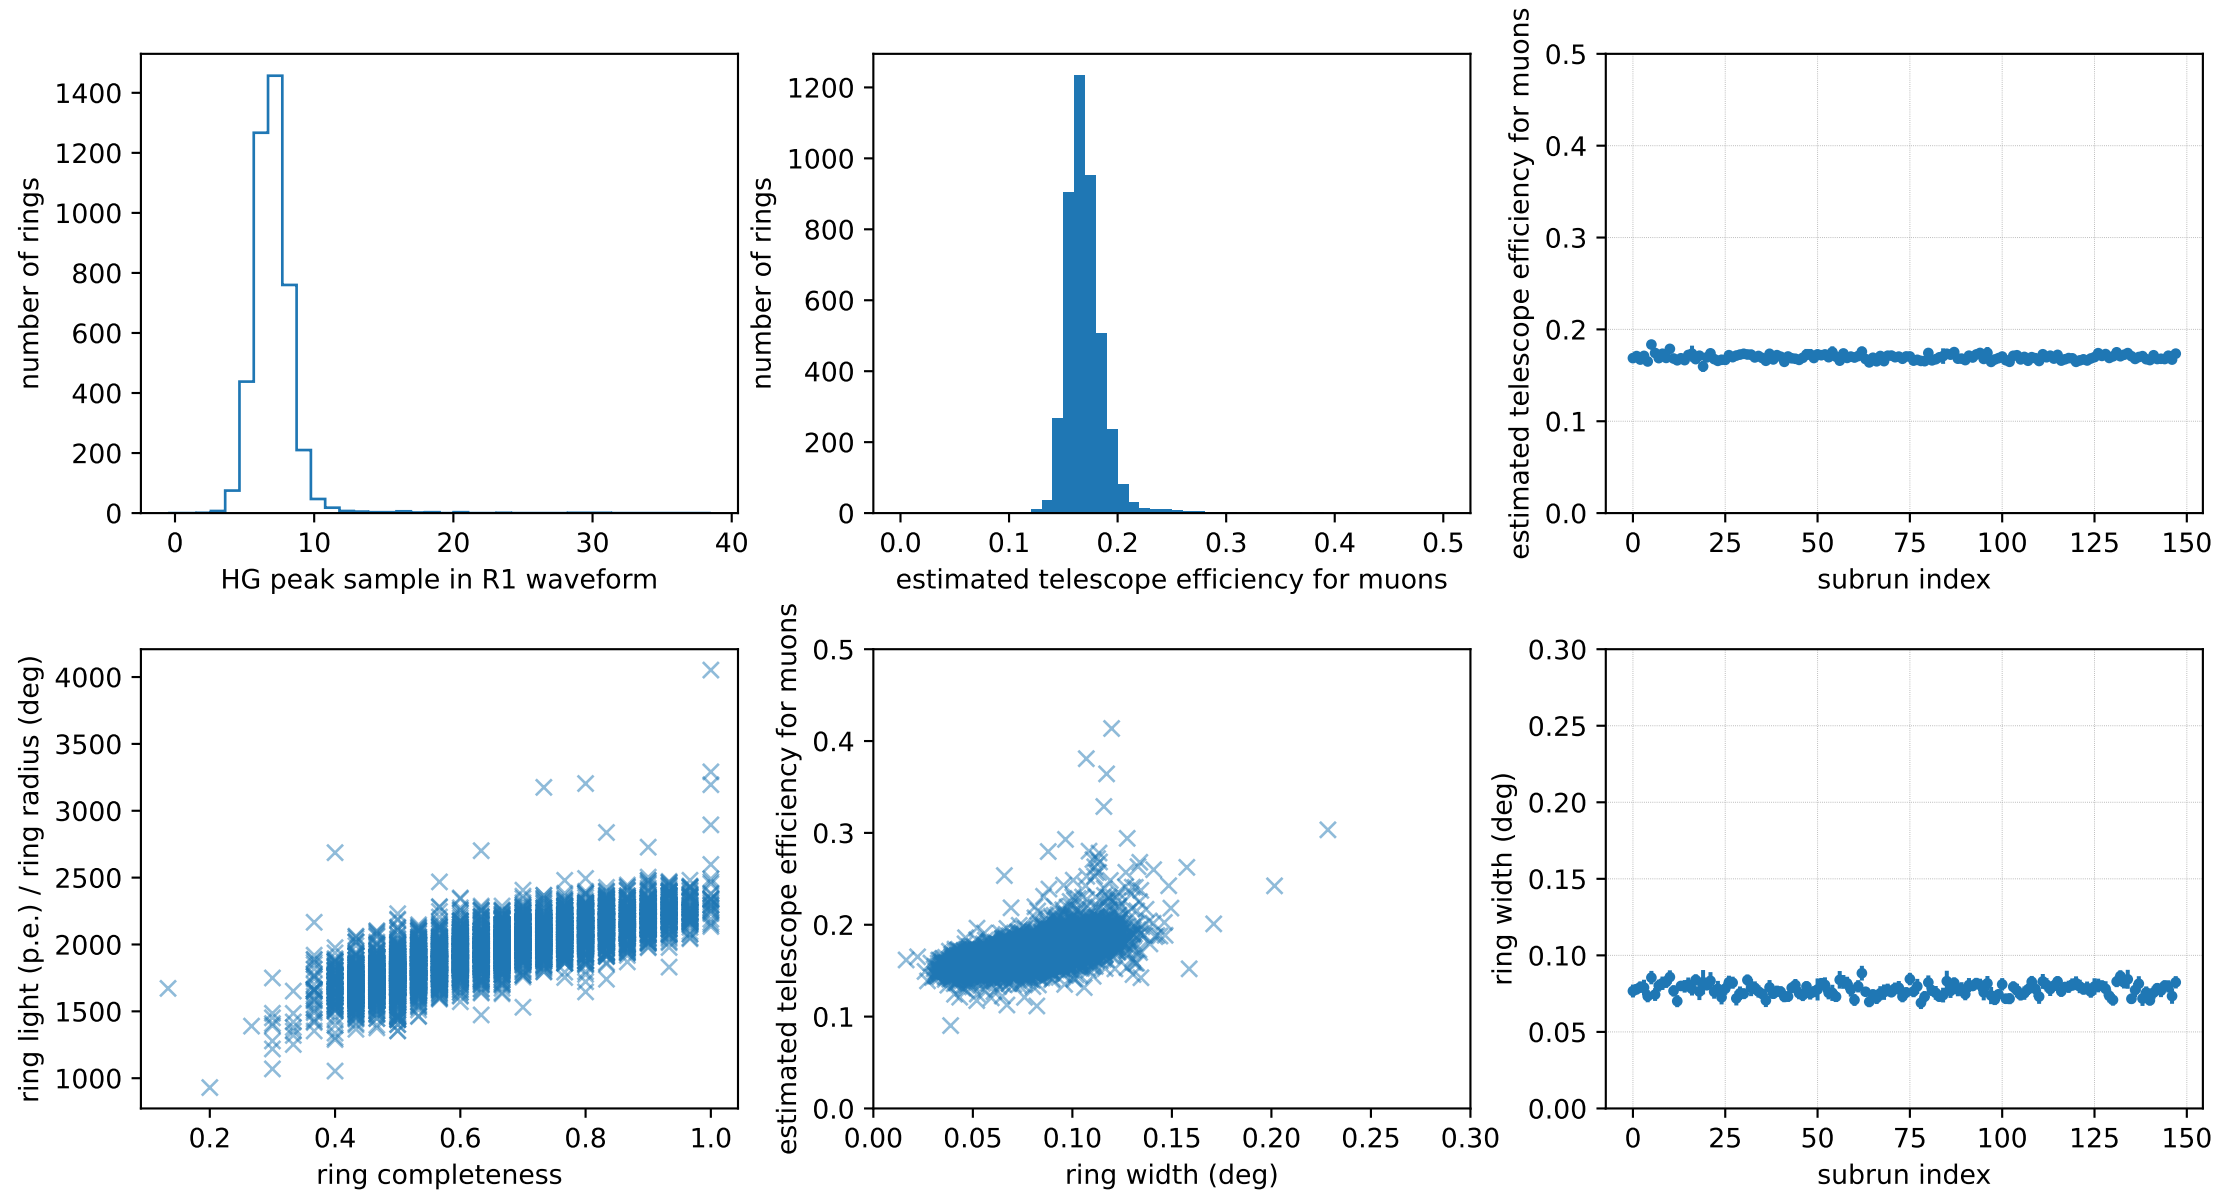 number of rings
1400
1200
1000
800
600
400
200
0
0 10 20 30 40
HG peak sample in R1 waveform
number of rings
1200
1000
800
600
400
200
0
0.0 0.1 0.2 0.3 0.4 0.5
estimated telescope efficiency for muons
estimated telescope efficiency for muons
0.5
0.4
0.3
0.2
0.1
0.0
0 25 50 75 100 125 150
subrun index
ring light (p.e.) / ring radius (deg)
4000
3500
3000
2500
2000
1500
1000
0.2 0.4 0.6 0.8 1.0
ring completeness
estimated telescope efficiency for muons
0.5
0.4
0.3
0.2
0.1
0.0
0.00 0.05 0.10 0.15 0.20 0.25 0.30
ring width (deg)
ring width (deg)
0.30
0.25
0.20
0.15
0.10
0.05
0.00
0 25 50 75 100 125 150
subrun index